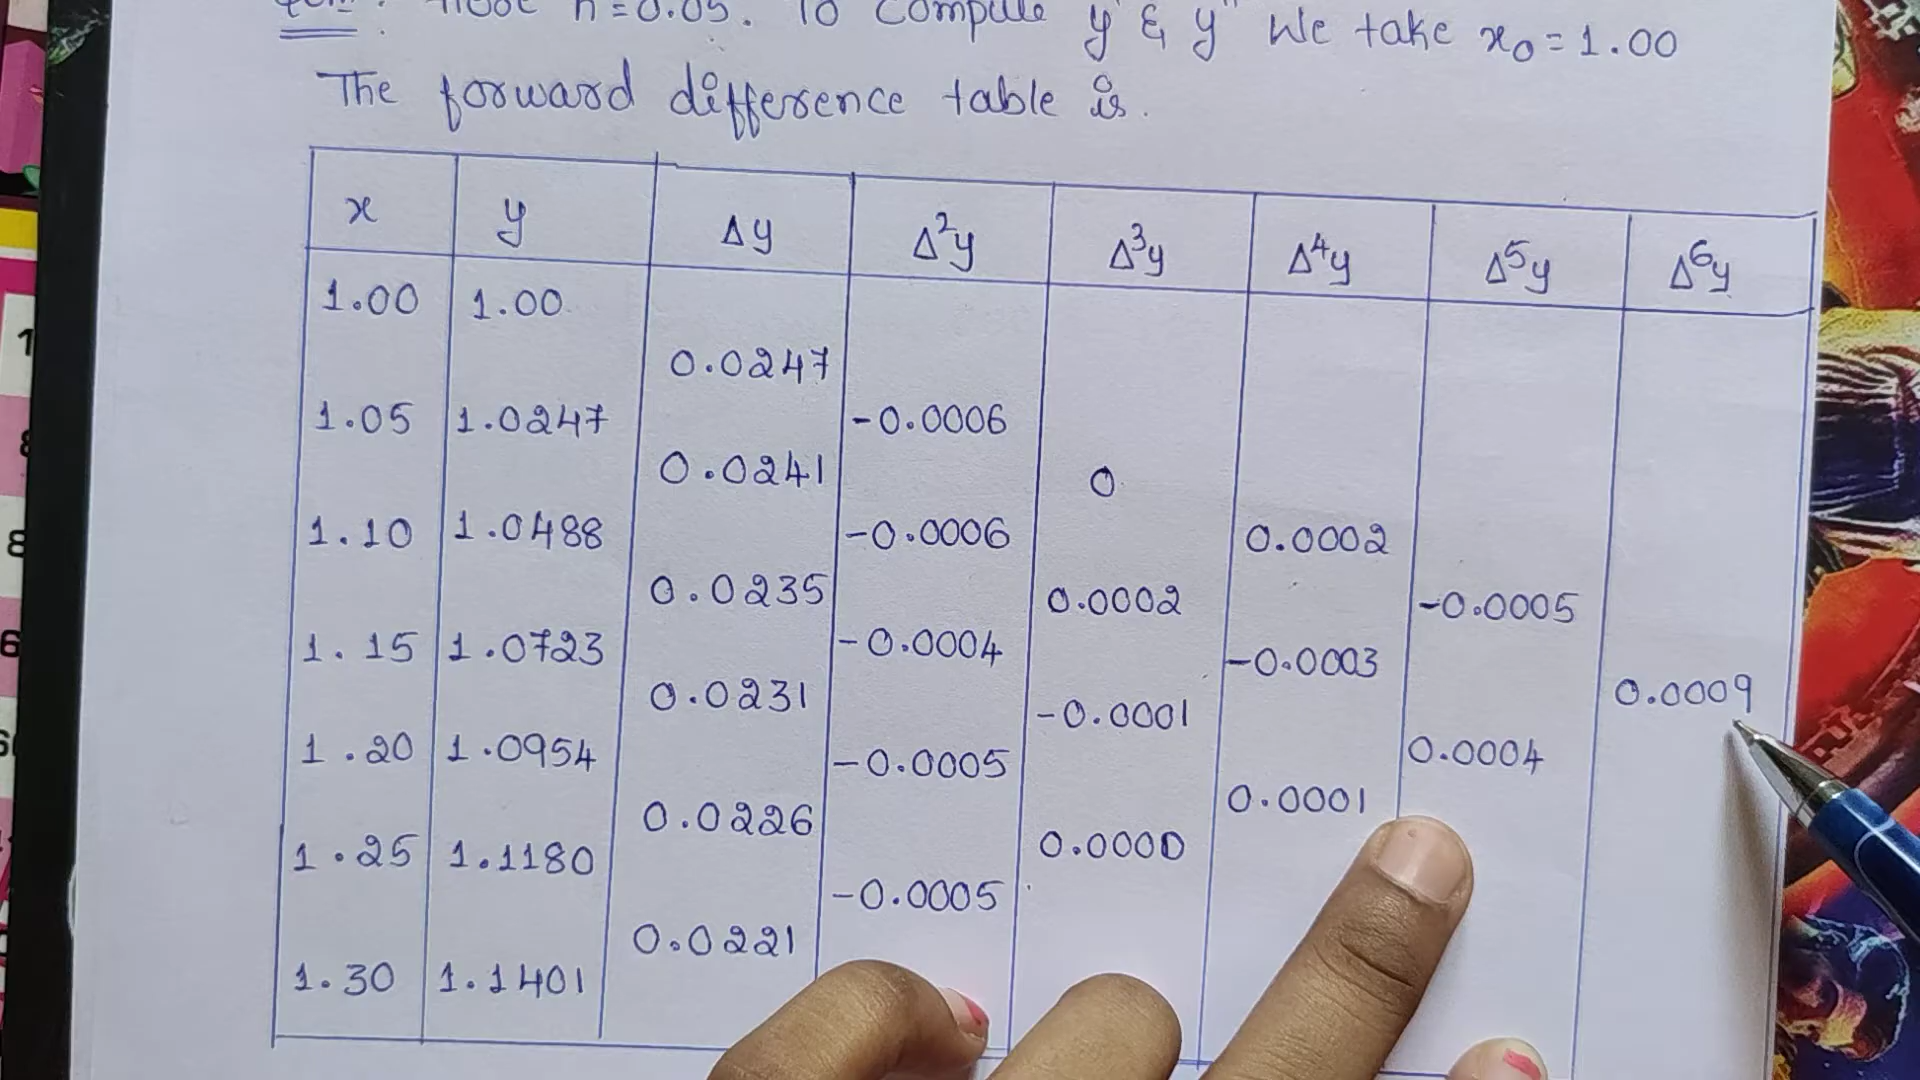 h=0.05. To compute y' & y" We take x₀=1.00
The forward difference table is.
x y Δy Δ²y Δ³y Δ⁴y Δ⁵y Δ⁶y
1.00 1.00
0.0247
1.05 1.0247 -0.0006
0.0241 0
1.10 1.0488 -0.0006 0.0002
0.0235 0.0002 -0.0005
1.15 1.0723 -0.0004 -0.0003 0.0009
0.0231 -0.0001 0.0004
1.20 1.0954 -0.0005 0.0001
0.0226 0.0000
1.25 1.1180 -0.0005
0.0221
1.30 1.1401